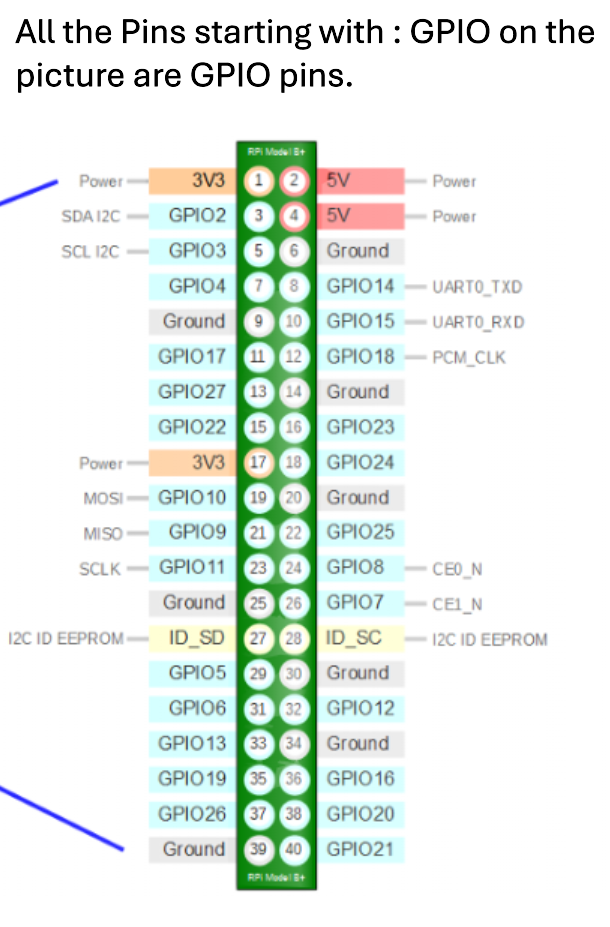 All the Pins starting with : GPIO on the
picture are GPIO pins.
RPi Model B+
Power 3V3 1 2 5V Power
SDA I2C GPIO2 3 4 5V Power
SCL I2C GPIO3 5 6 Ground
GPIO4 7 8 GPIO14 UART0_TXD
Ground 9 10 GPIO15 UART0_RXD
GPIO17 11 12 GPIO18 PCM_CLK
GPIO27 13 14 Ground
GPIO22 15 16 GPIO23
Power 3V3 17 18 GPIO24
MOSI GPIO10 19 20 Ground
MISO GPIO9 21 22 GPIO25
SCLK GPIO11 23 24 GPIO8 CE0_N
Ground 25 26 GPIO7 CE1_N
I2C ID EEPROM ID_SD 27 28 ID_SC I2C ID EEPROM
GPIO5 29 30 Ground
GPIO6 31 32 GPIO12
GPIO13 33 34 Ground
GPIO19 35 36 GPIO16
GPIO26 37 38 GPIO20
Ground 39 40 GPIO21
RPi Model B+